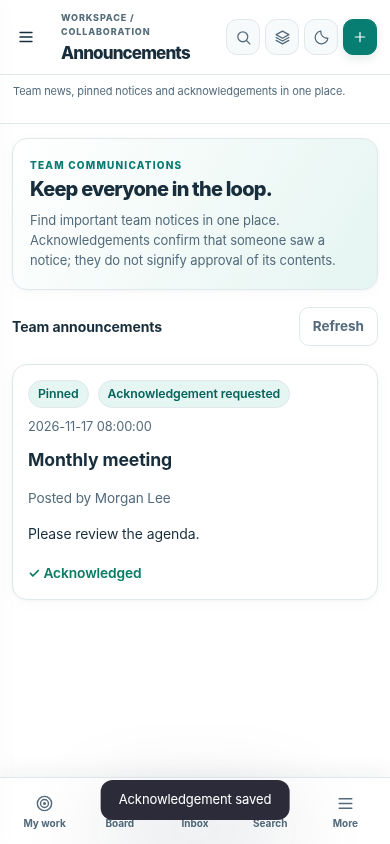 WORKSPACE /
COLLABORATION
Announcements
Team news, pinned notices and acknowledgements in one place.
TEAM COMMUNICATIONS
Keep everyone in the loop.
Find important team notices in one place.
Acknowledgements confirm that someone saw a
notice; they do not signify approval of its contents.
Team announcements
Refresh
Pinned
Acknowledgement requested
2026-11-17 08:00:00
Monthly meeting
Posted by Morgan Lee
Please review the agenda.
✓ Acknowledged
Acknowledgement saved
My work
Board
Inbox
Search
More